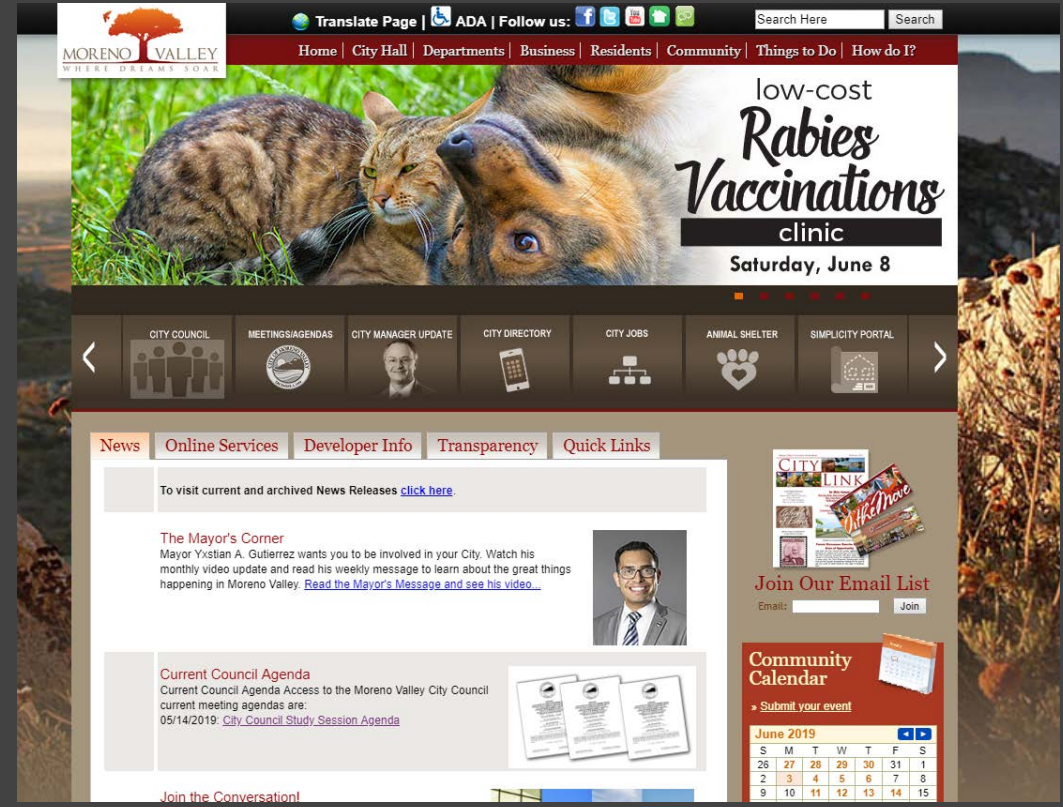 Translate Page | ADA | Follow us:
Search Here
Search
MORENO VALLEY
WHERE DREAMS SOAR
Home | City Hall | Departments | Business | Residents | Community | Things to Do | How do I?
low-cost
Rabies
Vaccinations
clinic
Saturday, June 8
CITY COUNCIL
MEETINGS/AGENDAS
CITY MANAGER UPDATE
CITY DIRECTORY
CITY JOBS
ANIMAL SHELTER
SIMPLICITY PORTAL
News
Online Services
Developer Info
Transparency
Quick Links
To visit current and archived News Releases click here.
The Mayor's Corner
Mayor Yxstian A. Gutierrez wants you to be involved in your City. Watch his
monthly video update and read his weekly message to learn about the great things
happening in Moreno Valley. Read the Mayor's Message and see his video...
Current Council Agenda
Current Council Agenda Access to the Moreno Valley City Council
current meeting agendas are:
05/14/2019: City Council Study Session Agenda
Join the Conversation!
CITY
LINK
On the Move
Join Our Email List
Email:
Join
Community
Calendar
» Submit your event
June 2019
S M T W T F S
26 27 28 29 30 31 1
2 3 4 5 6 7 8
9 10 11 12 13 14 15